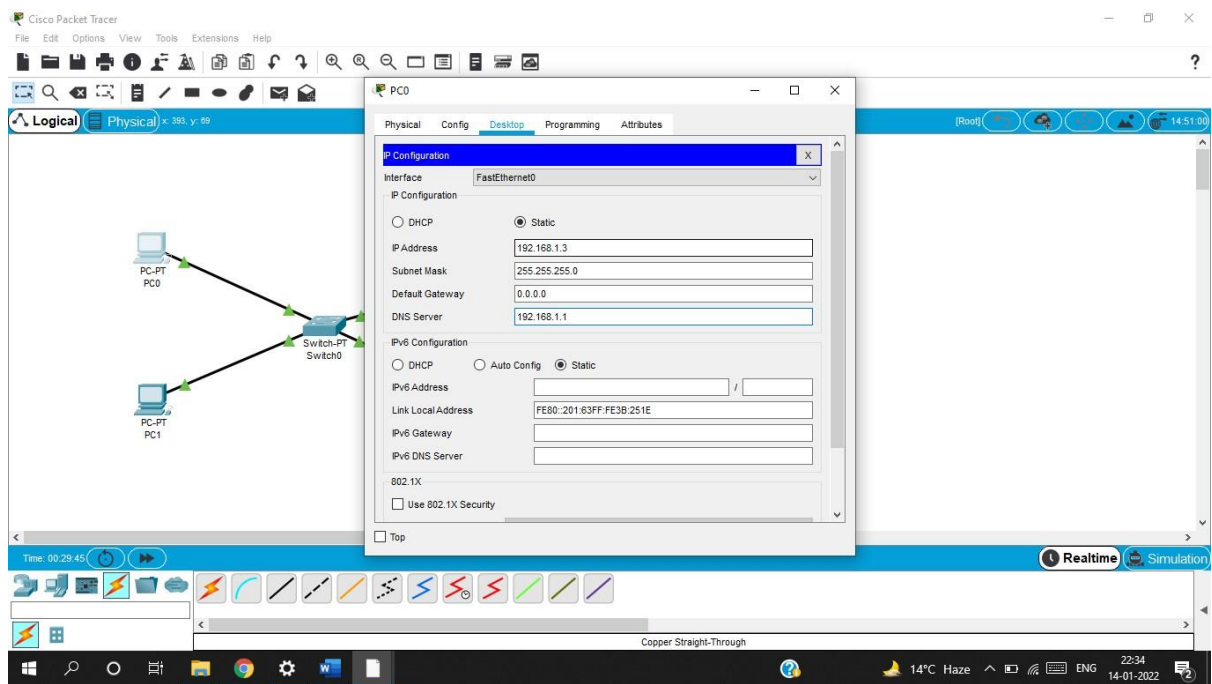 Cisco Packet Tracer
File Edit Options View Tools Extensions Help
?
PC0
Logical Physical x: 393, y: 69
[Root] 14:51:00
Physical Config Desktop Programming Attributes
IP Configuration X
Interface FastEthernet0
IP Configuration
DHCP Static
IP Address 192.168.1.3
Subnet Mask 255.255.255.0
Default Gateway 0.0.0.0
DNS Server 192.168.1.1
IPv6 Configuration
DHCP Auto Config Static
IPv6 Address /
Link Local Address FE80::201:63FF:FE3B:251E
IPv6 Gateway
IPv6 DNS Server
802.1X
Use 802.1X Security
Top
PC-PT
PC0
Switch-PT
Switch0
PC-PT
PC1
Time: 00:29:45
Realtime Simulation
Copper Straight-Through
14°C Haze ENG 22:34
14-01-2022
2